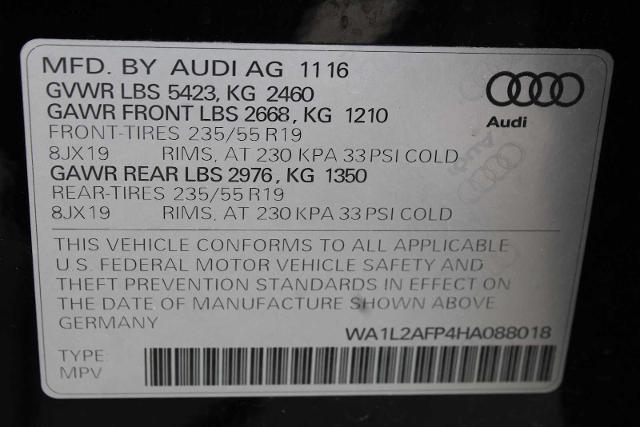 MFD. BY AUDI AG 11 16
GVWR LBS 5423, KG 2460
GAWR FRONT LBS 2668, KG 1210
FRONT-TIRES 235/55 R19
8JX19 RIMS, AT 230 KPA 33 PSI COLD
GAWR REAR LBS 2976, KG 1350
REAR-TIRES 235/55 R19
8JX19 RIMS, AT 230 KPA 33 PSI COLD
Audi
THIS VEHICLE CONFORMS TO ALL APPLICABLE
U.S. FEDERAL MOTOR VEHICLE SAFETY AND
THEFT PREVENTION STANDARDS IN EFFECT ON
THE DATE OF MANUFACTURE SHOWN ABOVE.
GERMANY
WA1L2AFP4HA088018
TYPE:
MPV